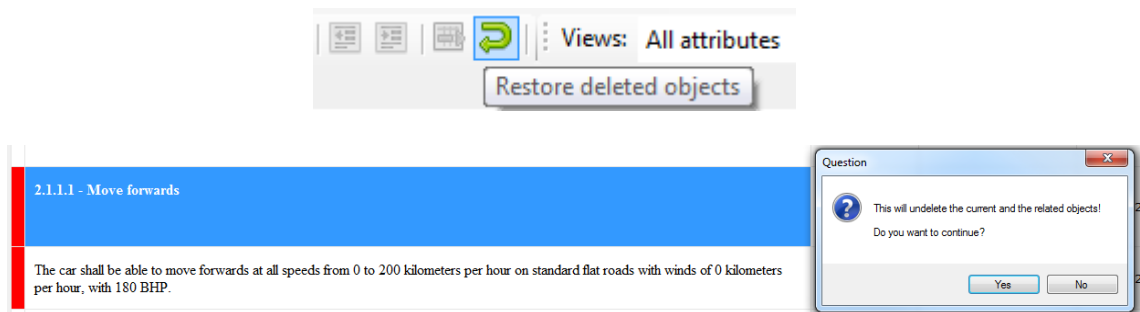 Views: All attributes
Restore deleted objects
2.1.1.1 - Move forwards
The car shall be able to move forwards at all speeds from 0 to 200 kilometers per hour on standard flat roads with winds of 0 kilometers
per hour, with 180 BHP.
Question
This will undelete the current and the related objects!
Do you want to continue?
Yes No